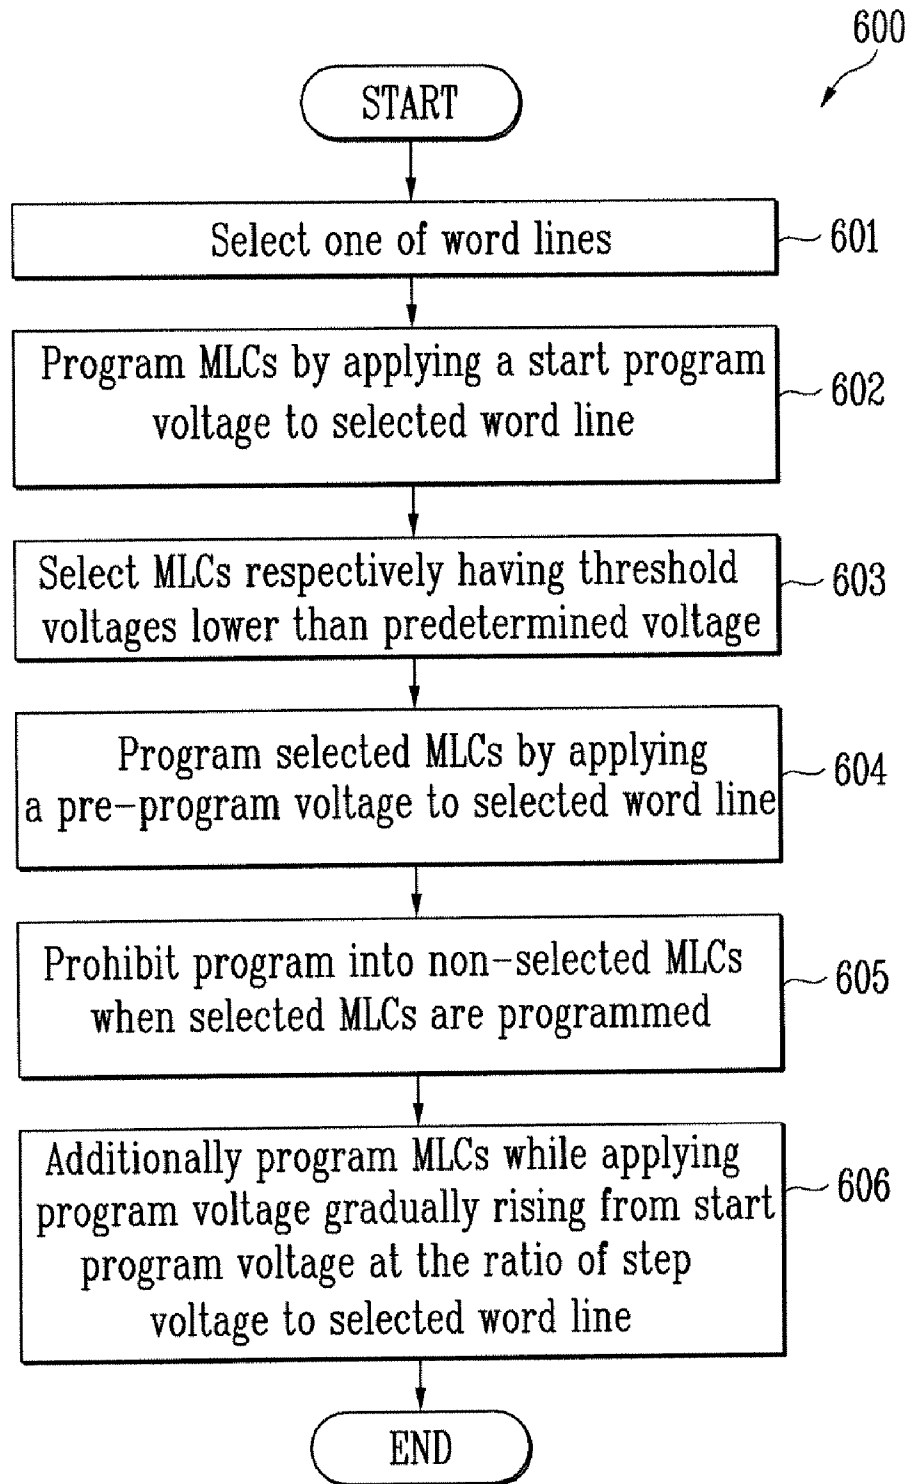 600
START
Select one of word lines
601
Program MLCs by applying a start program
voltage to selected word line
602
Select MLCs respectively having threshold
voltages lower than predetermined voltage
603
Program selected MLCs by applying
a pre-program voltage to selected word line
604
Prohibit program into non-selected MLCs
when selected MLCs are programmed
605
Additionally program MLCs while applying
program voltage gradually rising from start
program voltage at the ratio of step
voltage to selected word line
606
END